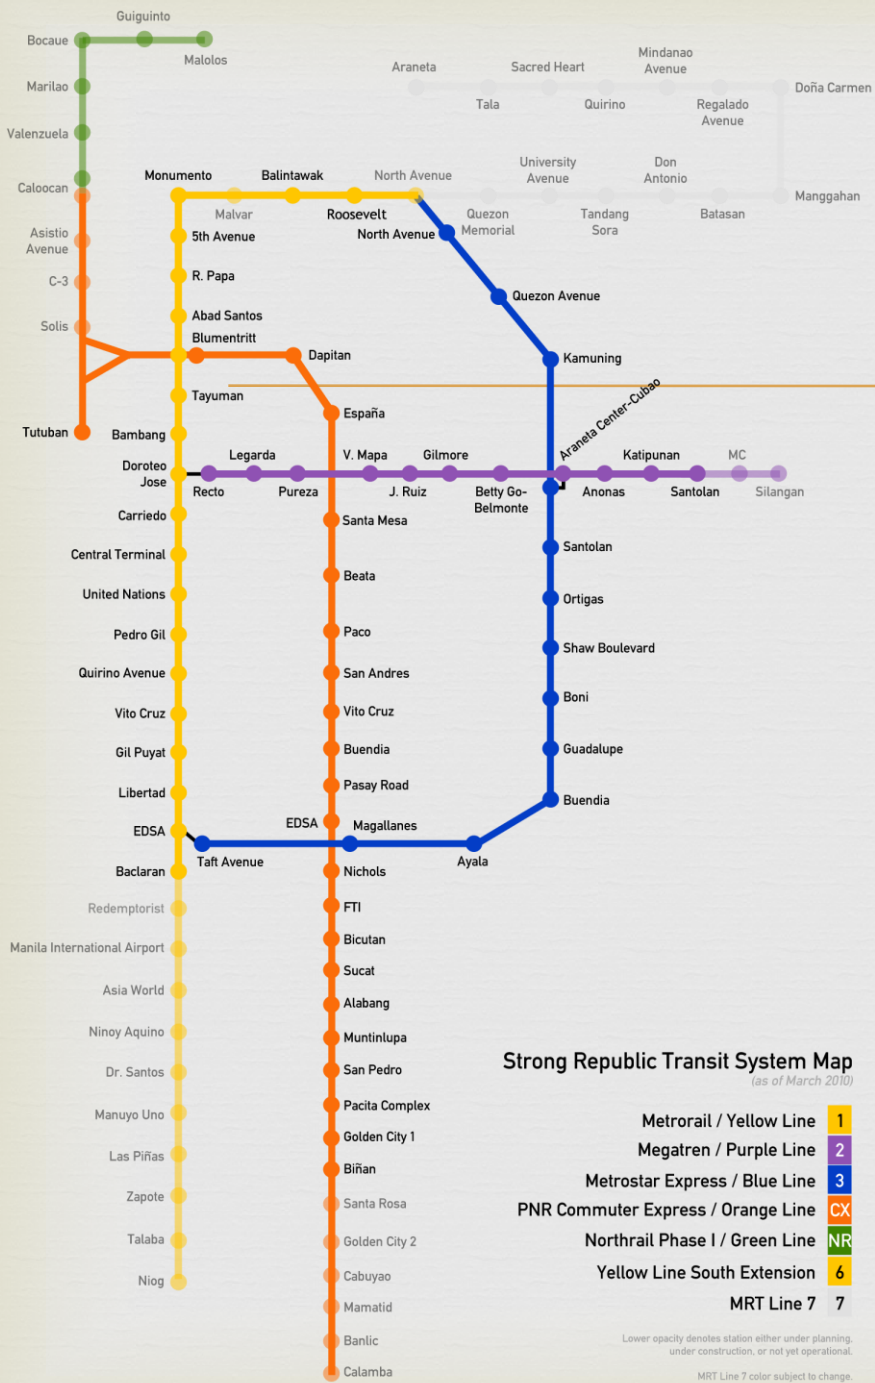 Guiguinto
Bocaue
Malolos
Marilao
Valenzuela
Caloocan
Asistio
Avenue
C-3
Solis
Tutuban
Araneta
Tala
Sacred Heart
Quirino
Mindanao
Avenue
Regalado
Avenue
Doña Carmen
Manggahan
Batasan
Don
Antonio
Tandang
Sora
University
Avenue
Quezon
Memorial
North Avenue
Roosevelt
Balintawak
Malvar
Monumento
5th Avenue
R. Papa
Abad Santos
Blumentritt
Tayuman
Bambang
Doroteo
Jose
Carriedo
Central Terminal
United Nations
Pedro Gil
Quirino Avenue
Vito Cruz
Gil Puyat
Libertad
EDSA
Baclaran
Redemptorist
Manila International Airport
Asia World
Ninoy Aquino
Dr. Santos
Manuyo Uno
Las Piñas
Zapote
Talaba
Niog
Dapitan
España
Santa Mesa
Beata
Paco
San Andres
Vito Cruz
Buendia
Pasay Road
EDSA
Nichols
FTI
Bicutan
Sucat
Alabang
Muntinlupa
San Pedro
Pacita Complex
Golden City 1
Biñan
Santa Rosa
Golden City 2
Cabuyao
Mamatid
Banlic
Calamba
Recto
Legarda
Pureza
V. Mapa
J. Ruiz
Gilmore
Betty Go-
Belmonte
Araneta Center-Cubao
Anonas
Katipunan
Santolan
MC
Silangan
North Avenue
Quezon Avenue
Kamuning
Santolan
Ortigas
Shaw Boulevard
Boni
Guadalupe
Buendia
Ayala
Magallanes
Taft Avenue
Strong Republic Transit System Map
(as of March 2010)
Metrorail / Yellow Line 1
Megatren / Purple Line 2
Metrostar Express / Blue Line 3
PNR Commuter Express / Orange Line CX
Northrail Phase I / Green Line NR
Yellow Line South Extension 6
MRT Line 7 7
Lower opacity denotes station either under planning,
under construction, or not yet operational.
MRT Line 7 color subject to change.